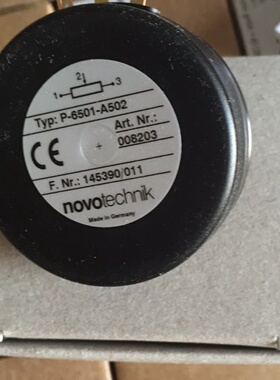 1 2 3
Typ: P-6501-A502
Art. Nr.:
008203
CE
F. Nr.: 145390/011
novotechnik
Made in Germany